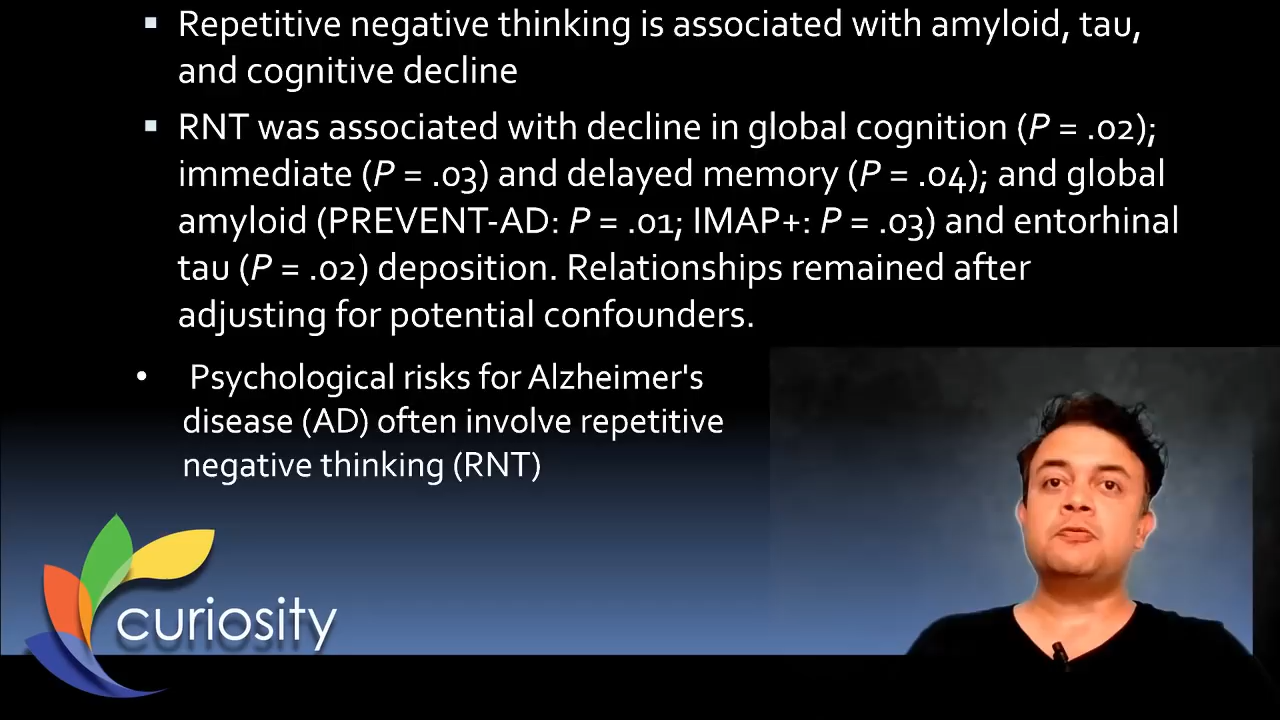 ▪ Repetitive negative thinking is associated with amyloid, tau,
and cognitive decline
▪ RNT was associated with decline in global cognition (P = .02);
immediate (P = .03) and delayed memory (P = .04); and global
amyloid (PREVENT-AD: P = .01; IMAP+: P = .03) and entorhinal
tau (P = .02) deposition. Relationships remained after
adjusting for potential confounders.
• Psychological risks for Alzheimer's
disease (AD) often involve repetitive
negative thinking (RNT)
curiosity